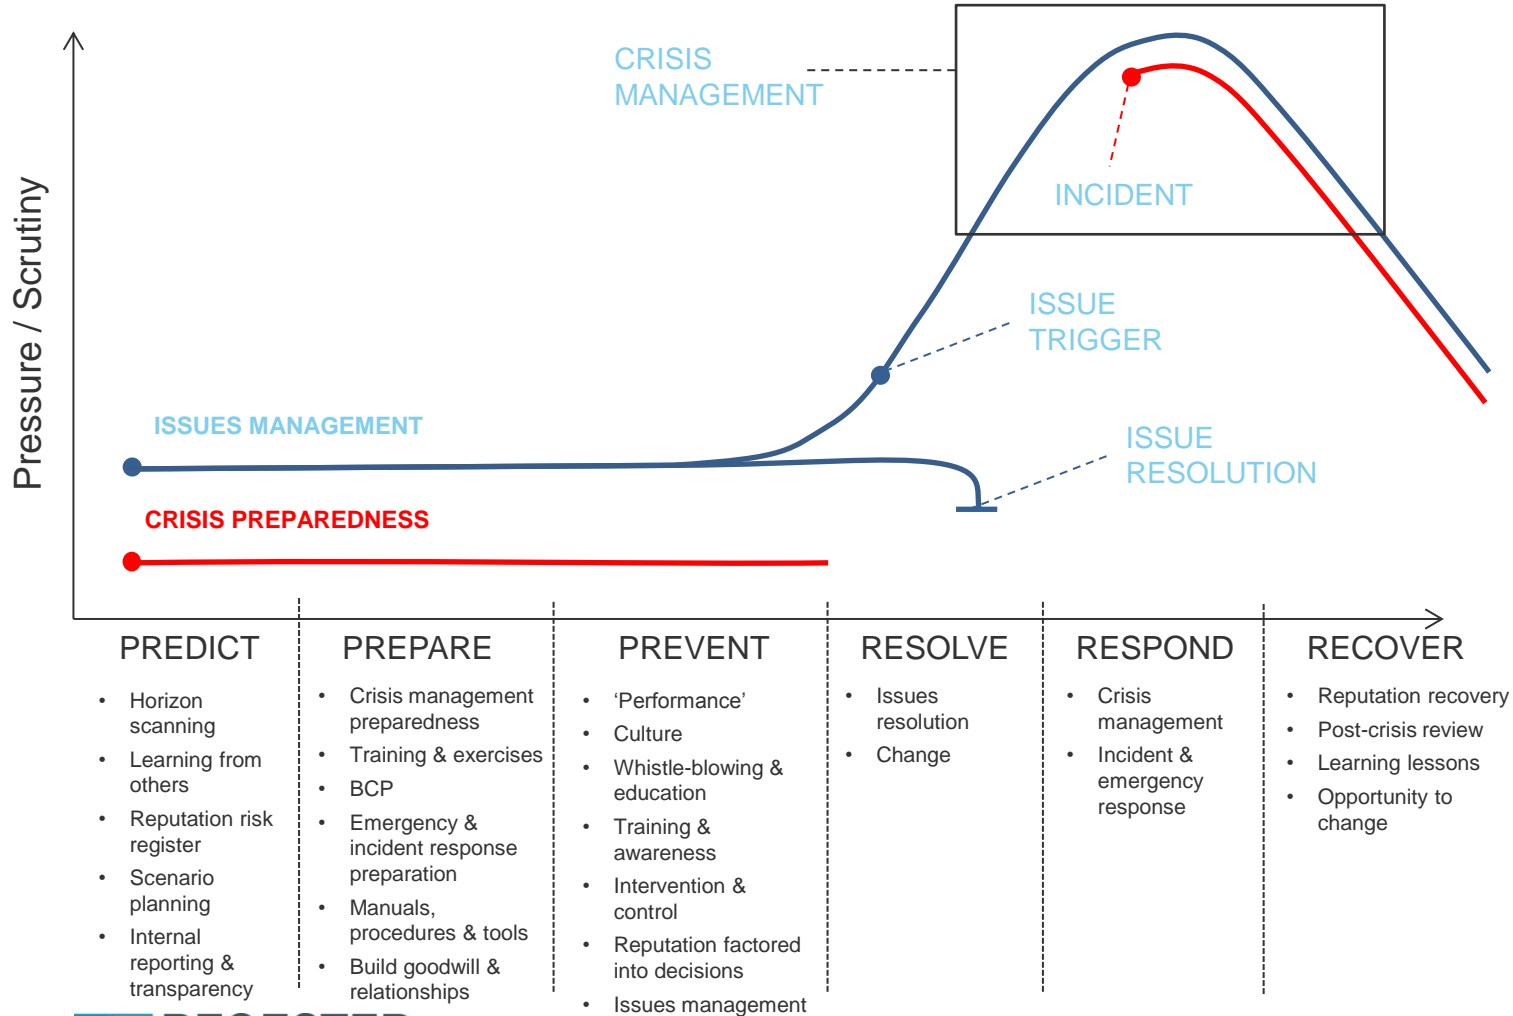 CRISIS
MANAGEMENT
INCIDENT
ISSUE
TRIGGER
Pressure / Scrutiny
ISSUES MANAGEMENT
ISSUE
RESOLUTION
CRISIS PREPAREDNESS
PREDICT
• Horizon
scanning
• Learning from
others
• Reputation risk
register
• Scenario
planning
• Internal
reporting &
transparency
PREPARE
• Crisis management
preparedness
• Training & exercises
• BCP
• Emergency &
incident response
preparation
• Manuals,
procedures & tools
• Build goodwill &
relationships
PREVENT
• ‘Performance’
• Culture
• Whistle-blowing &
education
• Training &
awareness
• Intervention &
control
• Reputation factored
into decisions
• Issues management
RESOLVE
• Issues
resolution
• Change
RESPOND
• Crisis
management
• Incident &
emergency
response
RECOVER
• Reputation recovery
• Post-crisis review
• Learning lessons
• Opportunity to
change